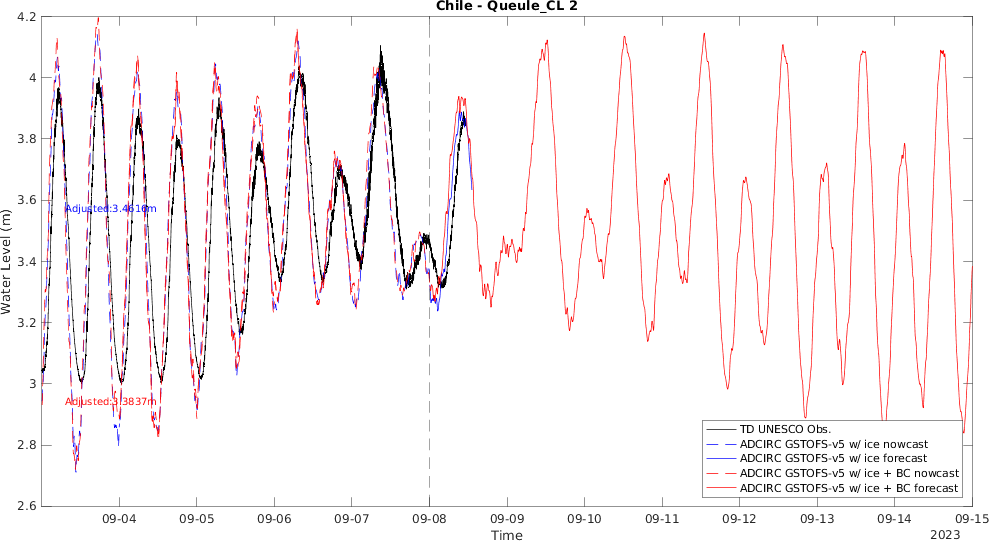 Chile - Queule_CL 2
4.2
4
3.8
3.6
3.4
3.2
3
2.8
2.6
Water Level (m)
Adjusted:3.4616m
Adjusted:3.3837m
TD UNESCO Obs.
ADCIRC GSTOFS-v5 w/ ice nowcast
ADCIRC GSTOFS-v5 w/ ice forecast
ADCIRC GSTOFS-v5 w/ ice + BC nowcast
ADCIRC GSTOFS-v5 w/ ice + BC forecast
09-04 09-05 09-06 09-07 09-08 09-09 09-10 09-11 09-12 09-13 09-14 09-15
Time
2023